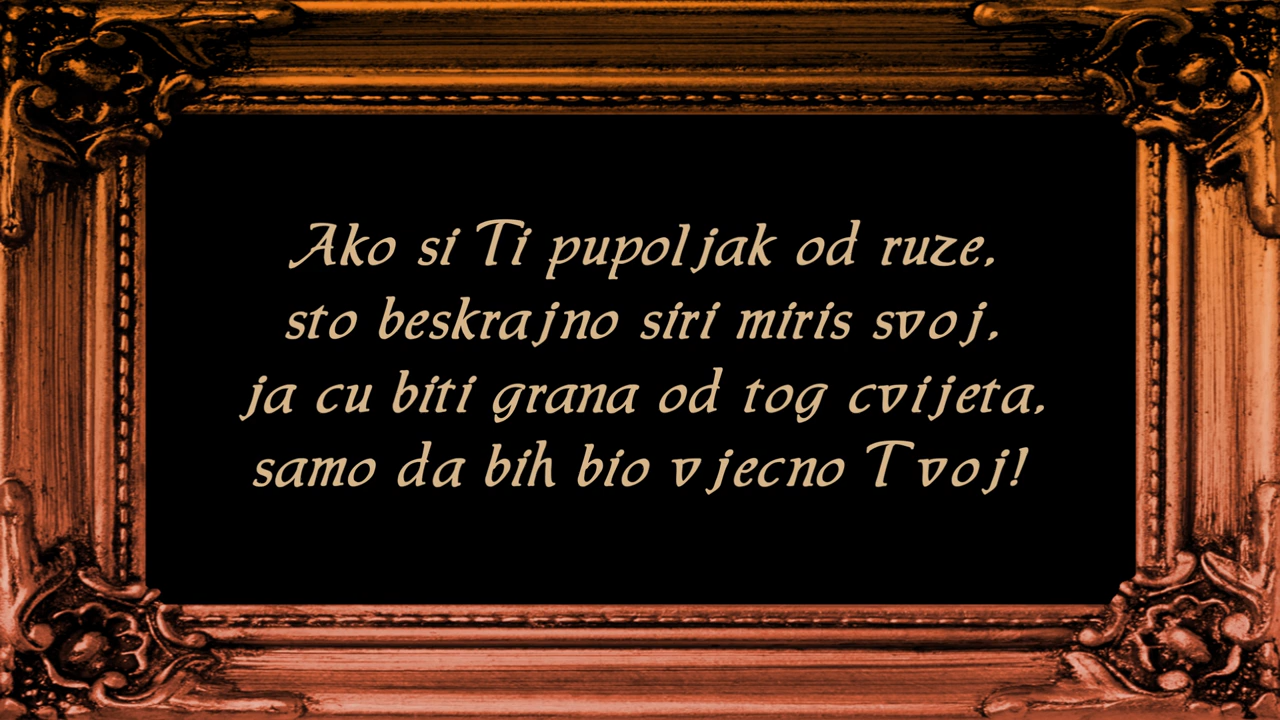 Ako si Ti pupoljak od ruze,
sto beskrajno siri miris svoj,
ja cu biti grana od tog cvijeta,
samo da bih bio vjecno Tvoj!